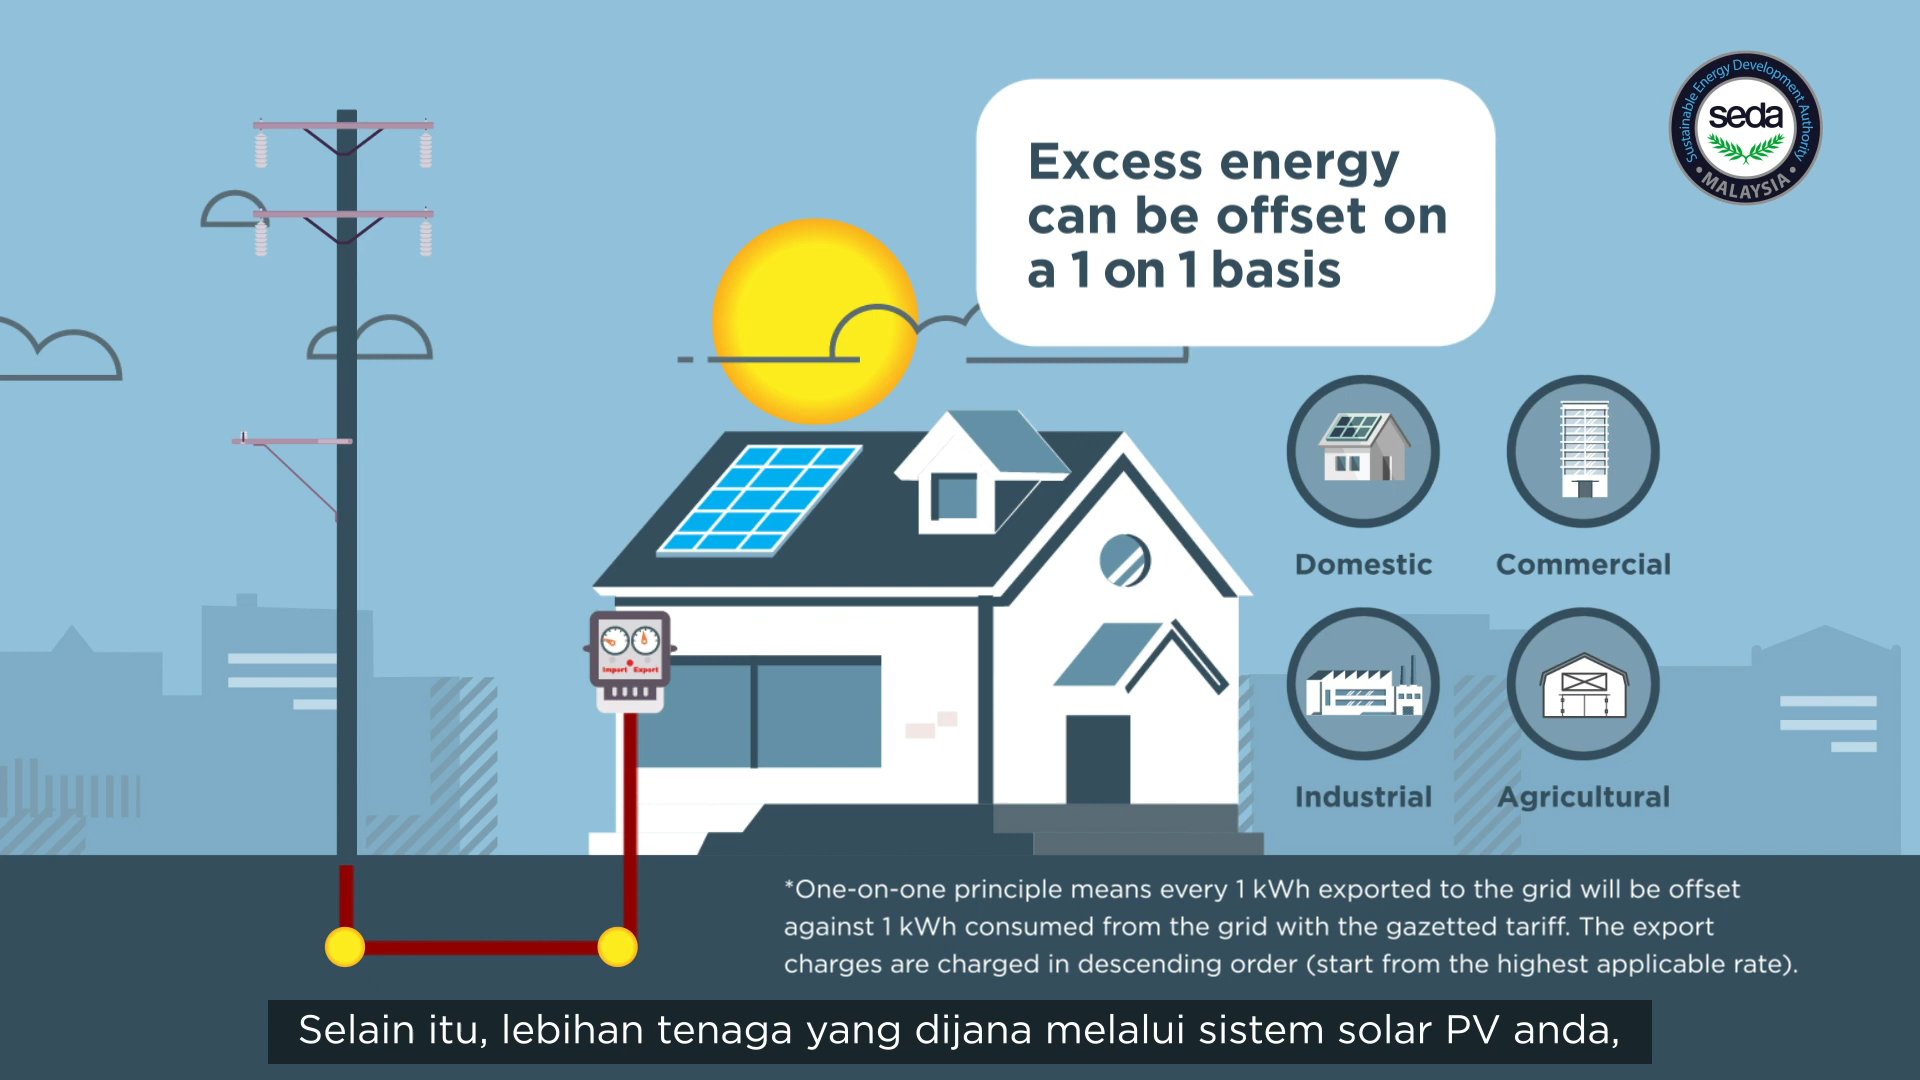 Excess energy
can be offset on
a 1 on 1 basis
Sustainable Energy Development Authority
seda
• MALAYSIA •
Domestic
Commercial
Import Export
Industrial
Agricultural
*One-on-one principle means every 1 kWh exported to the grid will be offset
against 1 kWh consumed from the grid with the gazetted tariff. The export
charges are charged in descending order (start from the highest applicable rate).
Selain itu, lebihan tenaga yang dijana melalui sistem solar PV anda,